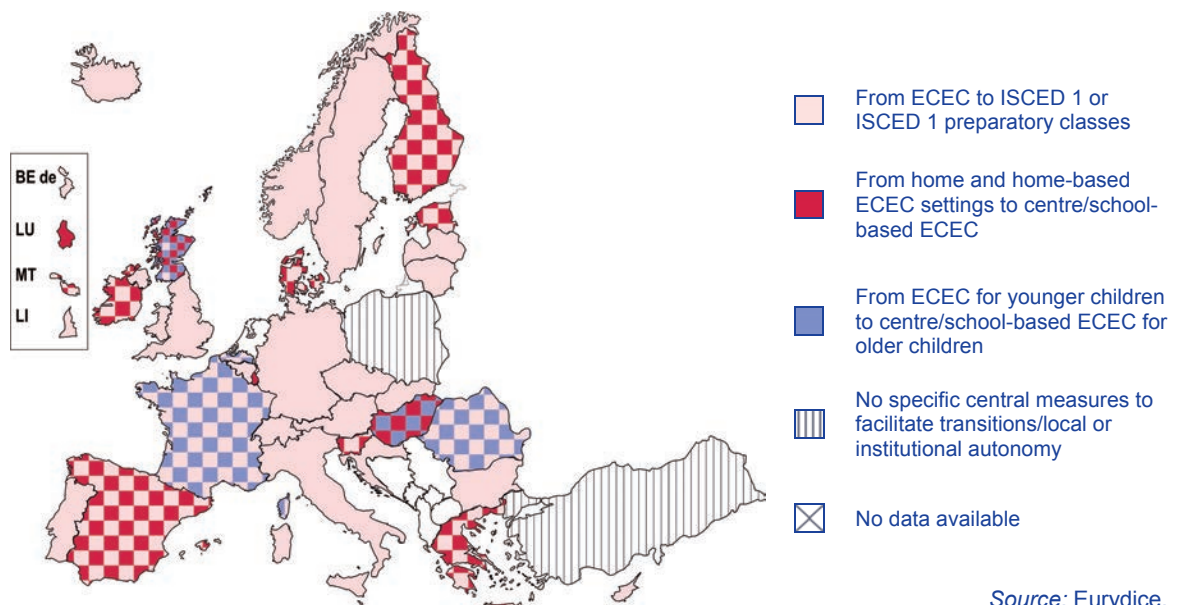 BE de
LU
MT
LI
From ECEC to ISCED 1 or
ISCED 1 preparatory classes
From home and home-based
ECEC settings to centre/school-
based ECEC
From ECEC for younger children
to centre/school-based ECEC for
older children
No specific central measures to
facilitate transitions/local or
institutional autonomy
No data available
Source: Eurydice.